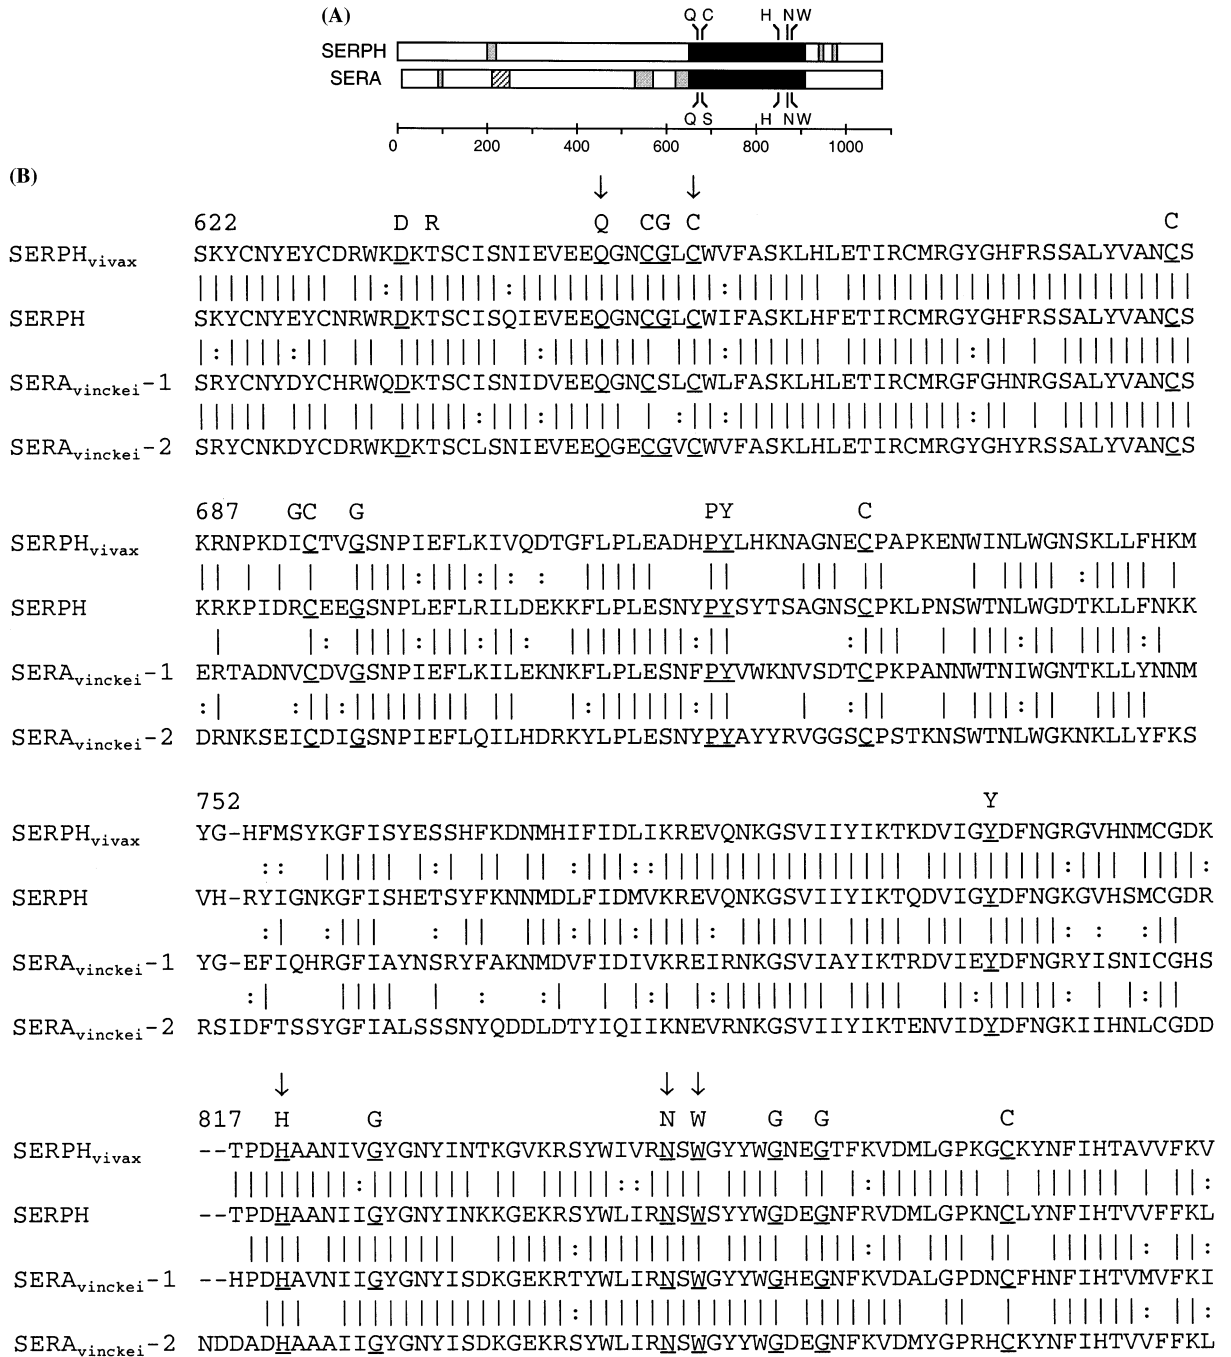 (A)
Q C H N W
SERPH
SERA
Q S H N W
0 200 400 600 800 1000
(B)
↓ ↓
622 D R Q CG C C
SERPHvivax SKYCNYEYCDRWKDKTSCISNIEVEEQGNCGLCWVFASKLHLETIRCMRGYGHFRSSALYVANCS
SERPH SKYCNYEYCNRWRDKTSCISQIEVEEQGNCGLCWIFASKLHFETIRCMRGYGHFRSSALYVANCS
SERAvinckei-1 SRYCNYDYCHRWQDKTSCISNIDVEEQGNCSLCWLFASKLHLETIRCMRGFGHNRGSALYVANCS
SERAvinckei-2 SRYCNKDYCDRWKDKTSCLSNIEVEEQGECGVCWVFASKLHLETIRCMRGYGHYRSSALYVANCS
687 GC G PY C
SERPHvivax KRNPKDICTVGSNPIEFLKIVQDTGFLPLEADHPYLHKNAGNECPAPKENWINLWGNSKLLFHKM
SERPH KRKPIDRCEEGSNPLEFLRILDEKKFLPLESNYPYSYTSAGNSCPKLPNSWTNLWGDTKLLFNKK
SERAvinckei-1 ERTADNVCDVGSNPIEFLKILEKNKFLPLESNFPYVWKNVSDTCPKPANNWTNIWGNTKLLYNNM
SERAvinckei-2 DRNKSEICDIGSNPIEFLQILHDRKYLPLESNYPYAYYRVGGSCPSTKNSWTNLWGKNKLLYFKS
752 Y
SERPHvivax YG-HFMSYKGFISYESSHFKDNMHIFIDLIKREVQNKGSVIIYIKTKDVIGYDFNGRGVHNMCGDK
SERPH VH-RYIGNKGFISHETSYFKNNMDLFIDMVKREVQNKGSVIIYIKTQDVIGYDFNGKGVHSMCGDR
SERAvinckei-1 YG-EFIQHRGFIAYNSRYFAKNMDVFIDIVKREIRNKGSVIAYIKTRDVIEYDFNGRYISNICGHS
SERAvinckei-2 RSIDFTSSYGFIALSSSNYQDDLDTYIQIIKNEVRNKGSVIIYIKTENVIDYDFNGKIIHNLCGDD
↓ ↓ ↓
817 H G N W G G C
SERPHvivax --TPDHAANIVGYGNYINTKGVKRSYWIVRNSWGYYWGNEGTFKVDMLGPKGCKYNFIHTAVVFKV
SERPH --TPDHAANIIGYGNYINKKGEKRSYWLIRNSWSYYWGDEGNFRVDMLGPKNCLYNFIHTVVFFKL
SERAvinckei-1 --HPDHAVNIIGYGNYISDKGEKRTYWLIRNSWGYYWGHEGNFKVDALGPDNCFHNFIHTVMVFKI
SERAvinckei-2 NDDADHAAAIIGYGNYISDKGEKRSYWLIRNSWGYYWGDEGNFKVDMYGPRHCKYNFIHTVVFFKL